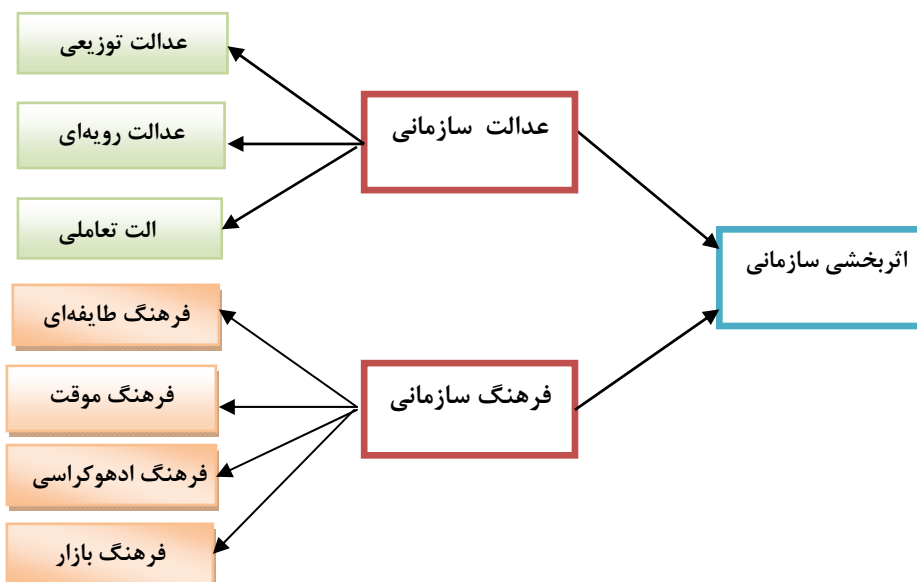 عدالت توزیعی
عدالت رویه‌ای
الت تعاملی
عدالت سازمانی
اثربخشی سازمانی
فرهنگ طایفه‌ای
فرهنگ موقت
فرهنگ ادهوکراسی
فرهنگ بازار
فرهنگ سازمانی